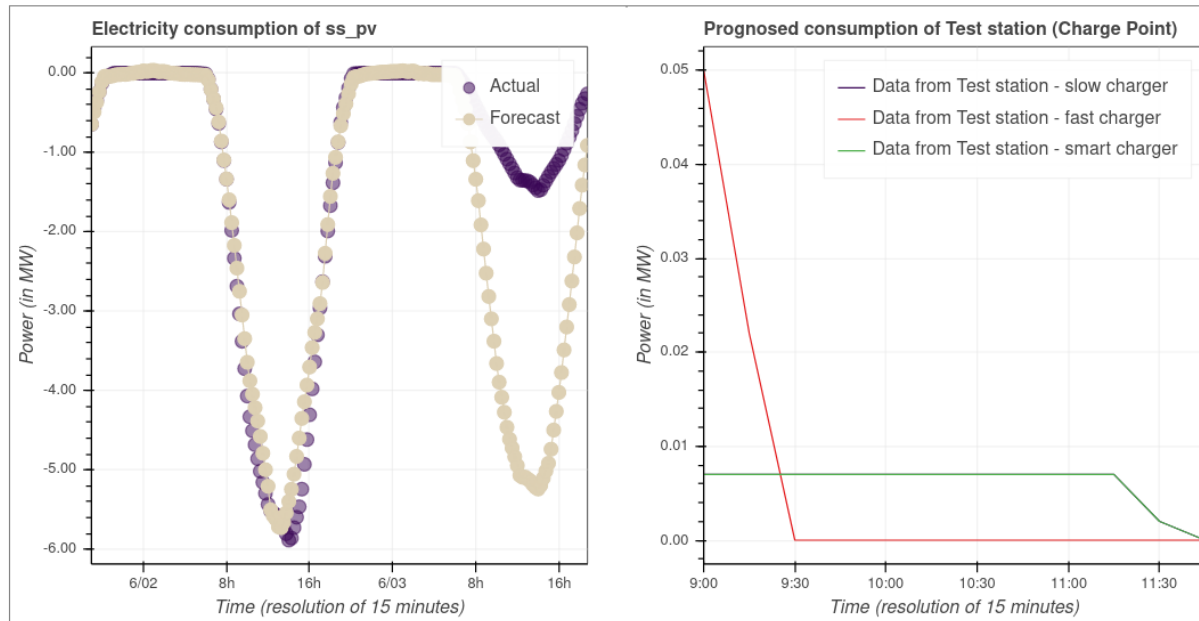 Electricity consumption of ss_pv
Actual
Forecast
0.00
-1.00
-2.00
-3.00
-4.00
-5.00
-6.00
Power (in MW)
6/02
8h
16h
6/03
8h
16h
Time (resolution of 15 minutes)
Prognosed consumption of Test station (Charge Point)
Data from Test station - slow charger
Data from Test station - fast charger
Data from Test station - smart charger
0.05
0.04
0.03
0.02
0.01
0.00
Power (in MW)
9:00
9:30
10:00
10:30
11:00
11:30
Time (resolution of 15 minutes)